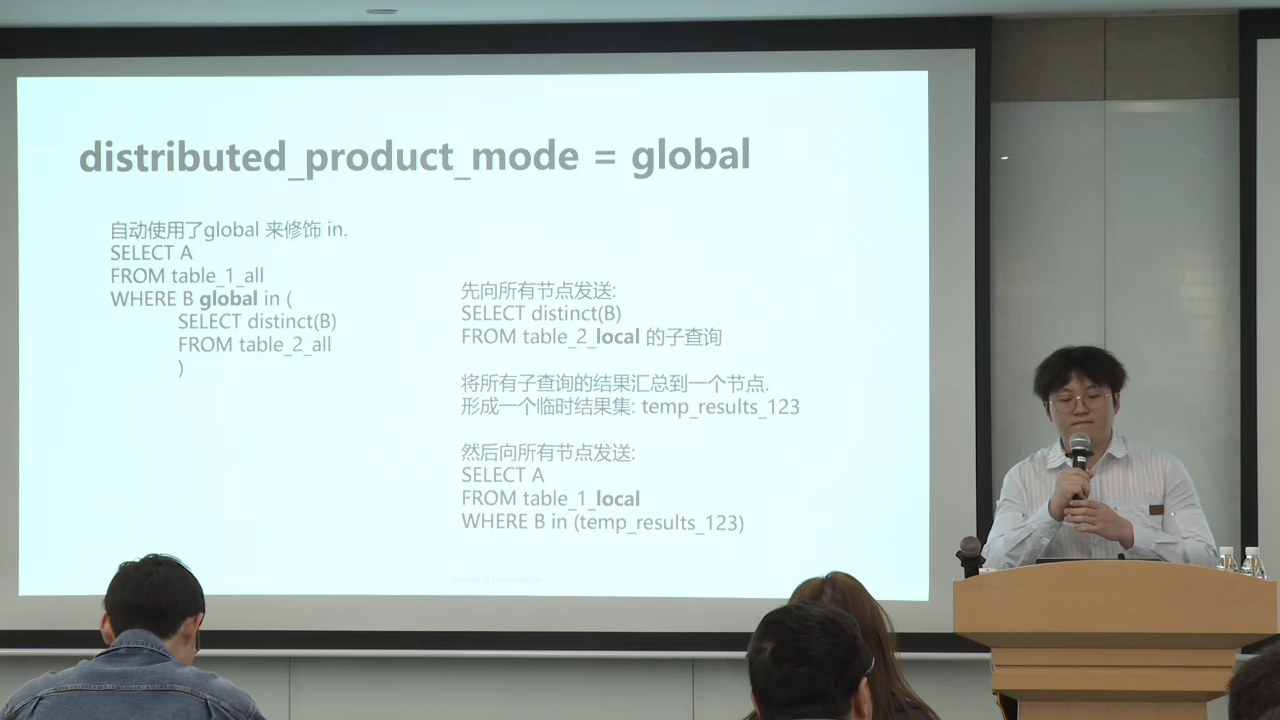 distributed_product_mode = global
自动使用了global 来修饰 in.
SELECT A
FROM table_1_all
WHERE B global in (
SELECT distinct(B)
FROM table_2_all
)
先向所有节点发送:
SELECT distinct(B)
FROM table_2_local 的子查询
将所有子查询的结果汇总到一个节点.
形成一个临时结果集: temp_results_123
然后向所有节点发送:
SELECT A
FROM table_1_local
WHERE B in (temp_results_123)